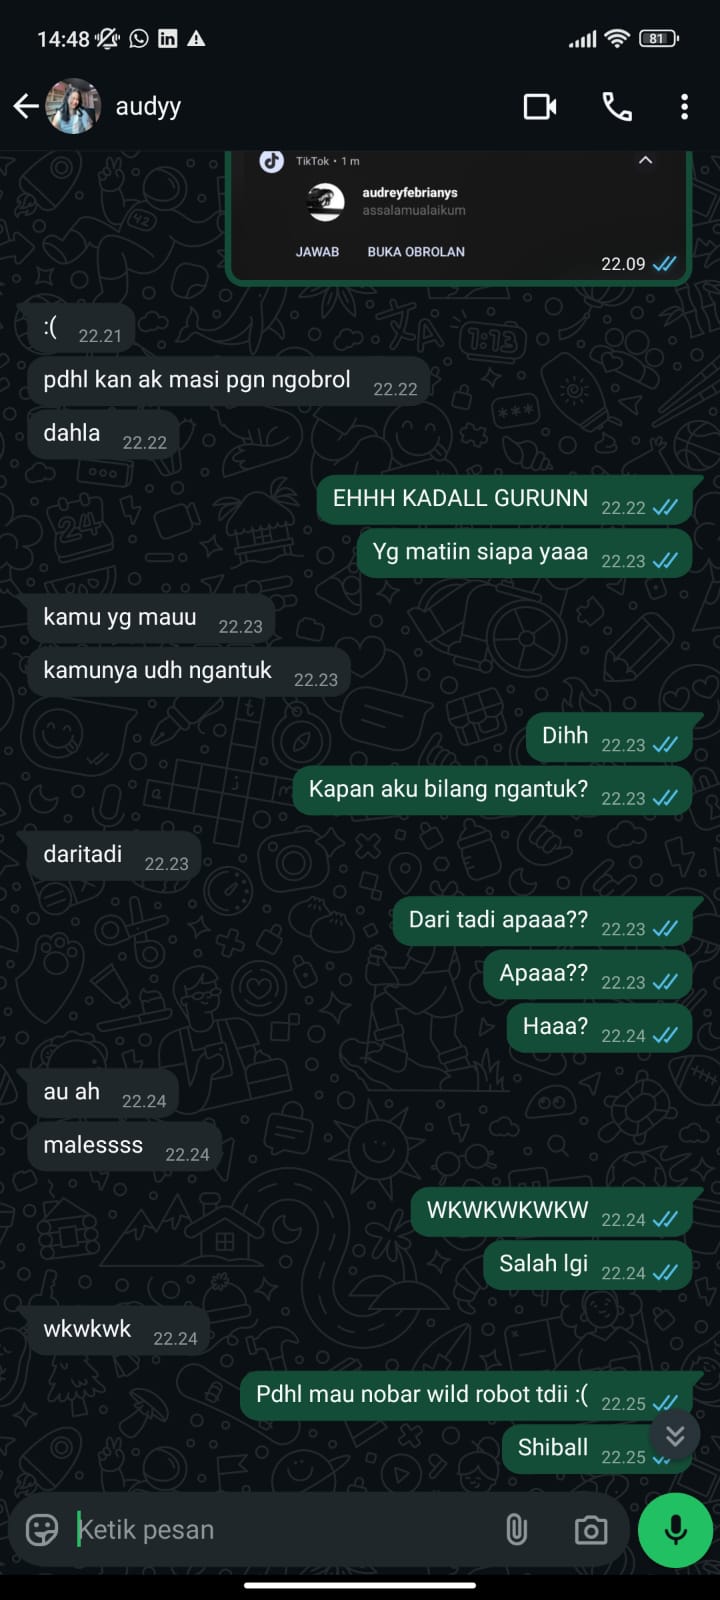 14:48
81
audyy
TikTok • 1 m
audreyfebrianys
assalamualaikum
JAWAB BUKA OBROLAN
22.09
:( 22.21
pdhl kan ak masi pgn ngobrol 22.22
dahla 22.22
EHHH KADALL GURUNN 22.22
Yg matiin siapa yaaa 22.23
kamu yg mauu 22.23
kamunya udh ngantuk 22.23
Dihh 22.23
Kapan aku bilang ngantuk? 22.23
daritadi 22.23
Dari tadi apaaa?? 22.23
Apaaa?? 22.23
Haaa? 22.24
au ah 22.24
malessss 22.24
WKWKWKWKW 22.24
Salah lgi 22.24
wkwkwk 22.24
Pdhl mau nobar wild robot tdii :( 22.25
Shiball 22.25
Ketik pesan